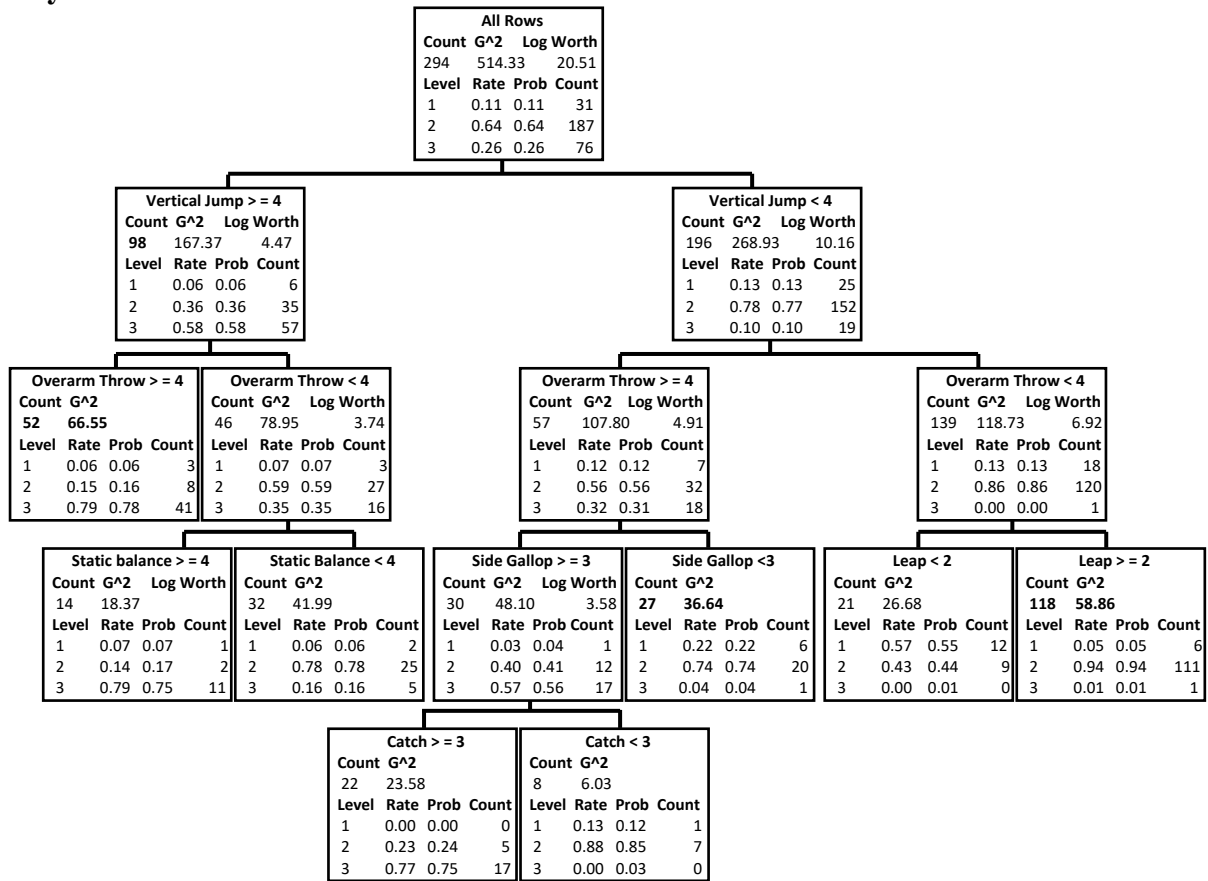 All Rows
Count G^2 Log Worth
294 514.33 20.51
Level Rate Prob Count
1 0.11 0.11 31
2 0.64 0.64 187
3 0.26 0.26 76
Vertical Jump > = 4
Count G^2 Log Worth
98 167.37 4.47
Level Rate Prob Count
1 0.06 0.06 6
2 0.36 0.36 35
3 0.58 0.58 57
Vertical Jump < 4
Count G^2 Log Worth
196 268.93 10.16
Level Rate Prob Count
1 0.13 0.13 25
2 0.78 0.77 152
3 0.10 0.10 19
Overarm Throw > = 4
Count G^2
52 66.55
Level Rate Prob Count
1 0.06 0.06 3
2 0.15 0.16 8
3 0.79 0.78 41
Overarm Throw < 4
Count G^2 Log Worth
46 78.95 3.74
Level Rate Prob Count
1 0.07 0.07 3
2 0.59 0.59 27
3 0.35 0.35 16
Overarm Throw > = 4
Count G^2 Log Worth
57 107.80 4.91
Level Rate Prob Count
1 0.12 0.12 7
2 0.56 0.56 32
3 0.32 0.31 18
Overarm Throw < 4
Count G^2 Log Worth
139 118.73 6.92
Level Rate Prob Count
1 0.13 0.13 18
2 0.86 0.86 120
3 0.00 0.00 1
Static balance > = 4
Count G^2 Log Worth
14 18.37
Level Rate Prob Count
1 0.07 0.07 1
2 0.14 0.17 2
3 0.79 0.75 11
Static Balance < 4
Count G^2
32 41.99
Level Rate Prob Count
1 0.06 0.06 2
2 0.78 0.78 25
3 0.16 0.16 5
Side Gallop > = 3
Count G^2 Log Worth
30 48.10 3.58
Level Rate Prob Count
1 0.03 0.04 1
2 0.40 0.41 12
3 0.57 0.56 17
Side Gallop <3
Count G^2
27 36.64
Level Rate Prob Count
1 0.22 0.22 6
2 0.74 0.74 20
3 0.04 0.04 1
Leap < 2
Count G^2
21 26.68
Level Rate Prob Count
1 0.57 0.55 12
2 0.43 0.44 9
3 0.00 0.01 0
Leap > = 2
Count G^2
118 58.86
Level Rate Prob Count
1 0.05 0.05 6
2 0.94 0.94 111
3 0.01 0.01 1
Catch > = 3
Count G^2
22 23.58
Level Rate Prob Count
1 0.00 0.00 0
2 0.23 0.24 5
3 0.77 0.75 17
Catch < 3
Count G^2
8 6.03
Level Rate Prob Count
1 0.13 0.12 1
2 0.88 0.85 7
3 0.00 0.03 0